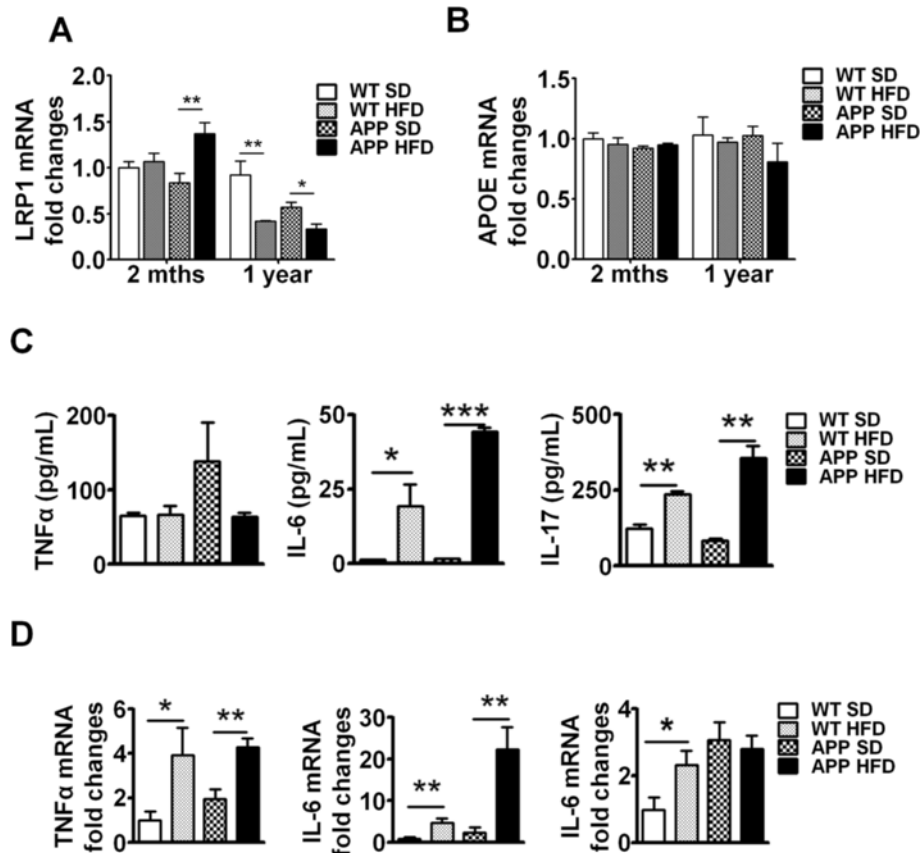 A
LRP1 mRNA
fold changes
2.0
1.5
1.0
0.5
0.0
**
**
*
2 mths
1 year
WT SD
WT HFD
APP SD
APP HFD
B
APOE mRNA
fold changes
1.5
1.0
0.5
0.0
2 mths
1 year
WT SD
WT HFD
APP SD
APP HFD
C
TNFα (pg/mL)
200
100
0
IL-6 (pg/mL)
50
25
0
*
***
IL-17 (pg/mL)
500
250
0
**
**
WT SD
WT HFD
APP SD
APP HFD
D
TNFα mRNA
fold changes
6
4
2
0
*
**
IL-6 mRNA
fold changes
30
20
10
0
**
**
IL-6 mRNA
fold changes
4
2
0
*
WT SD
WT HFD
APP SD
APP HFD